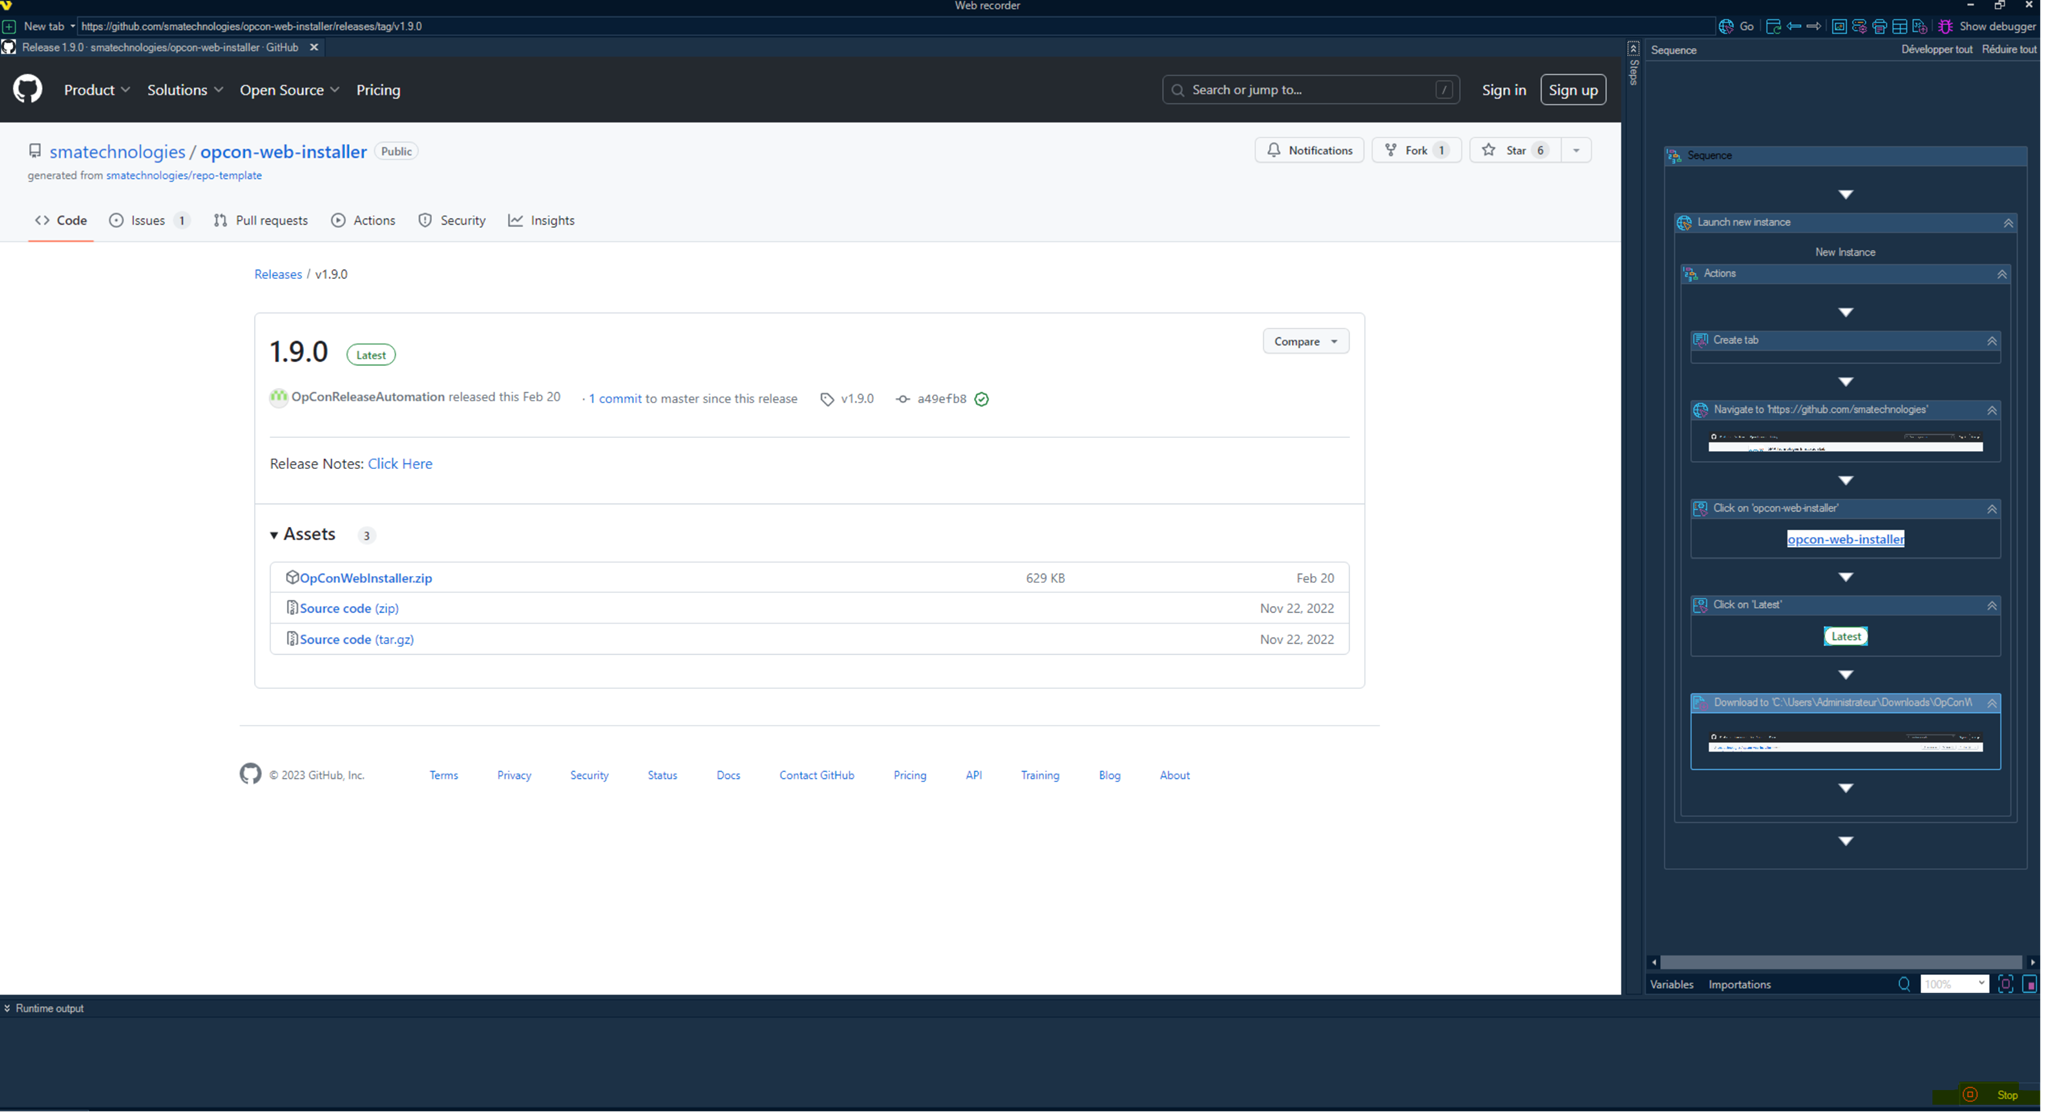 Web recorder
New tab https://github.com/smatechnologies/opcon-web-installer/releases/tag/v1.9.0 Go Show debugger
Release 1.9.0 · smatechnologies/opcon-web-installer · GitHub
Product Solutions Open Source Pricing Search or jump to... / Sign in Sign up
smatechnologies / opcon-web-installer Public Notifications Fork 1 Star 6
generated from smatechnologies/repo-template
Code Issues 1 Pull requests Actions Security Insights
Releases / v1.9.0
1.9.0 Latest Compare
OpConReleaseAutomation released this Feb 20 · 1 commit to master since this release v1.9.0 a49efb8
Release Notes: Click Here
Assets 3
OpConWebInstaller.zip 629 KB Feb 20
Source code (zip) Nov 22, 2022
Source code (tar.gz) Nov 22, 2022
© 2023 GitHub, Inc. Terms Privacy Security Status Docs Contact GitHub Pricing API Training Blog About
Steps
Sequence Développer tout Réduire tout
Sequence
Launch new instance
New Instance
Actions
Create tab
Navigate to 'https://github.com/smatechnologies'
Click on 'opcon-web-installer'
opcon-web-installer
Click on 'Latest'
Latest
Download to 'C:\Users\Administrateur\Downloads\OpConW
Variables Importations 100%
Runtime output
Stop